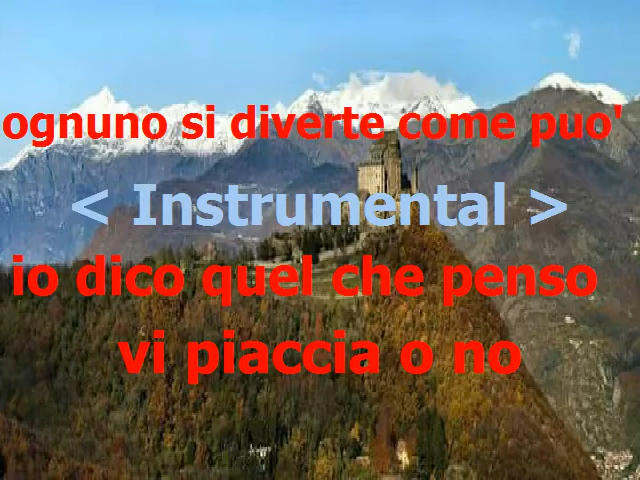 ognuno si diverte come puo'
< Instrumental >
io dico quel che penso
vi piaccia o no